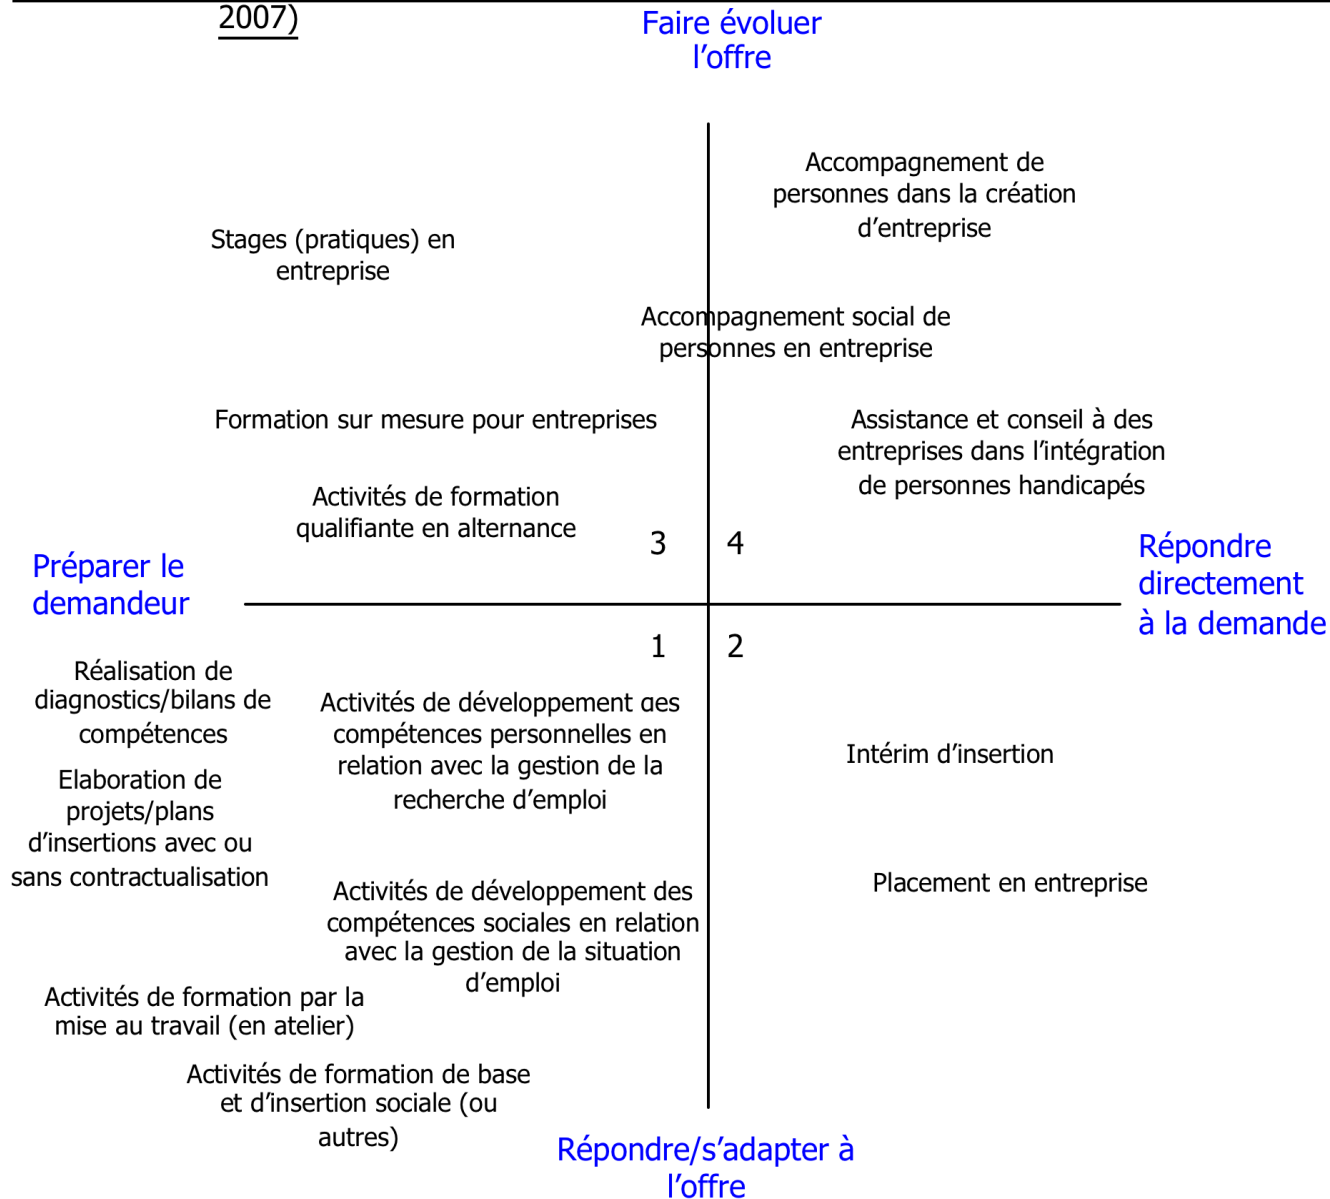 2007)
Faire évoluer
l’offre
Accompagnement de
personnes dans la création
d’entreprise
Stages (pratiques) en
entreprise
Accompagnement social de
personnes en entreprise
Formation sur mesure pour entreprises
Assistance et conseil à des
entreprises dans l’intégration
de personnes handicapés
Activités de formation
qualifiante en alternance
3
4
Préparer le
demandeur
Répondre
directement
à la demande
1
2
Réalisation de
diagnostics/bilans de
compétences
Activités de développement des
compétences personnelles en
relation avec la gestion de la
recherche d’emploi
Intérim d’insertion
Elaboration de
projets/plans
d’insertions avec ou
sans contractualisation
Activités de développement des
compétences sociales en relation
avec la gestion de la situation
d’emploi
Placement en entreprise
Activités de formation par la
mise au travail (en atelier)
Activités de formation de base
et d’insertion sociale (ou
autres)
Répondre/s’adapter à
l’offre